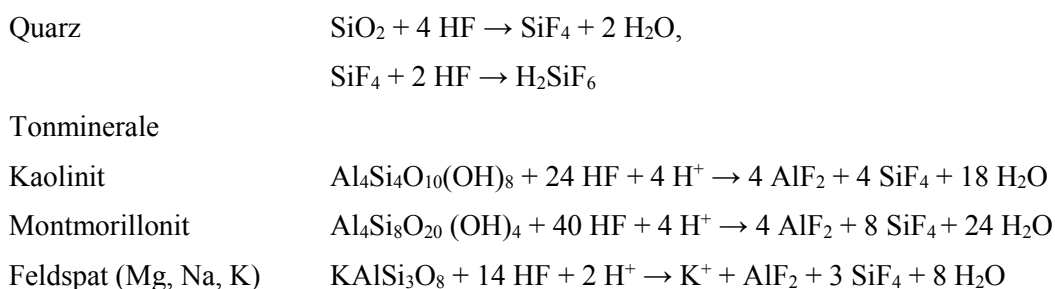 Quarz SiO₂ + 4 HF → SiF₄ + 2 H₂O,
SiF₄ + 2 HF → H₂SiF₆
Tonminerale
Kaolinit Al₄Si₄O₁₀(OH)₈ + 24 HF + 4 H⁺ → 4 AlF₂ + 4 SiF₄ + 18 H₂O
Montmorillonit Al₄Si₈O₂₀ (OH)₄ + 40 HF + 4 H⁺ → 4 AlF₂ + 8 SiF₄ + 24 H₂O
Feldspat (Mg, Na, K) KAlSi₃O₈ + 14 HF + 2 H⁺ → K⁺ + AlF₂ + 3 SiF₄ + 8 H₂O